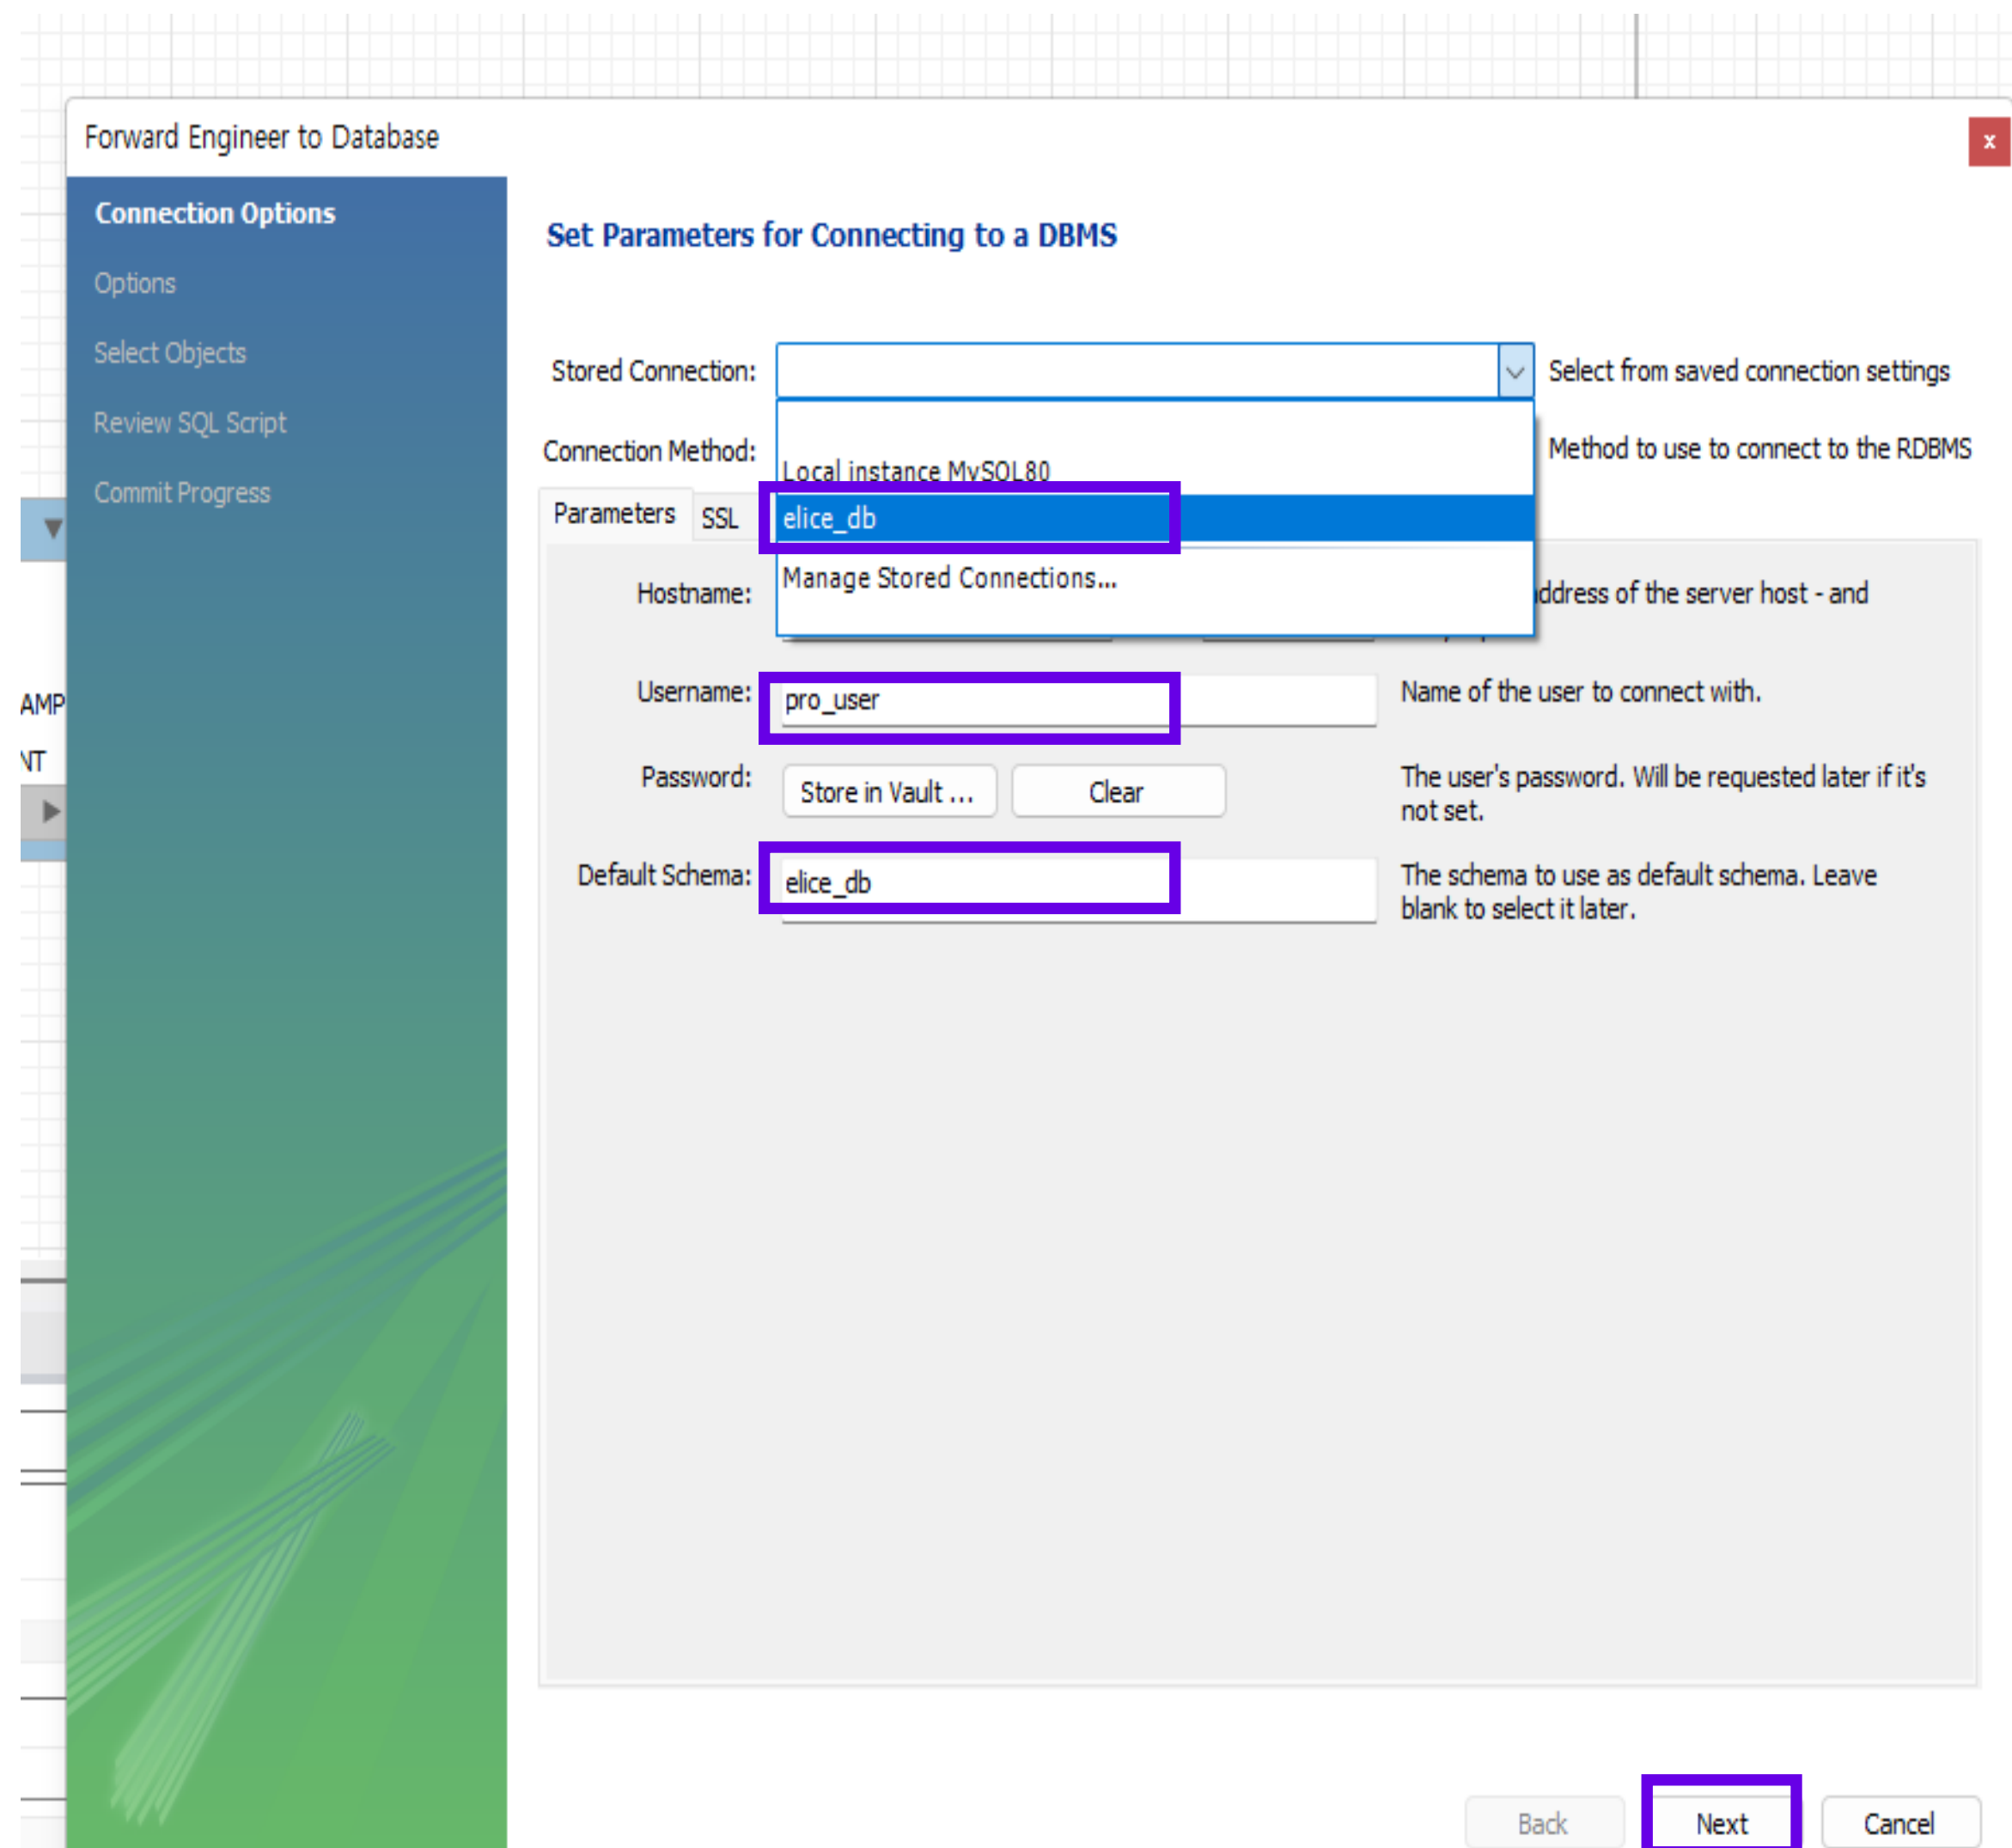 Forward Engineer to Database
x
Connection Options
Options
Select Objects
Review SQL Script
Commit Progress
Set Parameters for Connecting to a DBMS
Stored Connection:
Select from saved connection settings
Local instance MySQL80
elice_db
Manage Stored Connections...
Connection Method:
Method to use to connect to the RDBMS
Parameters SSL
Hostname:
address of the server host - and
Username: pro_user
Name of the user to connect with.
Password: Store in Vault ... Clear
The user's password. Will be requested later if it's
not set.
Default Schema: elice_db
The schema to use as default schema. Leave
blank to select it later.
AMP
NT
Back Next Cancel